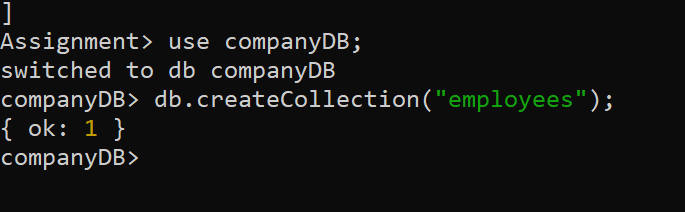 ]
Assignment> use companyDB;
switched to db companyDB
companyDB> db.createCollection("employees");
{ ok: 1 }
companyDB>